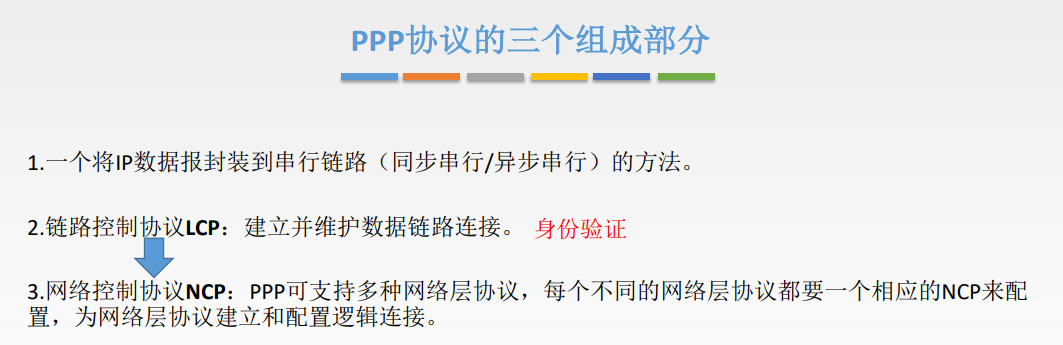 PPP协议的三个组成部分
1.一个将IP数据报封装到串行链路（同步串行/异步串行）的方法。
2.链路控制协议LCP：建立并维护数据链路连接。 身份验证
3.网络控制协议NCP：PPP可支持多种网络层协议，每个不同的网络层协议都要一个相应的NCP来配
置，为网络层协议建立和配置逻辑连接。